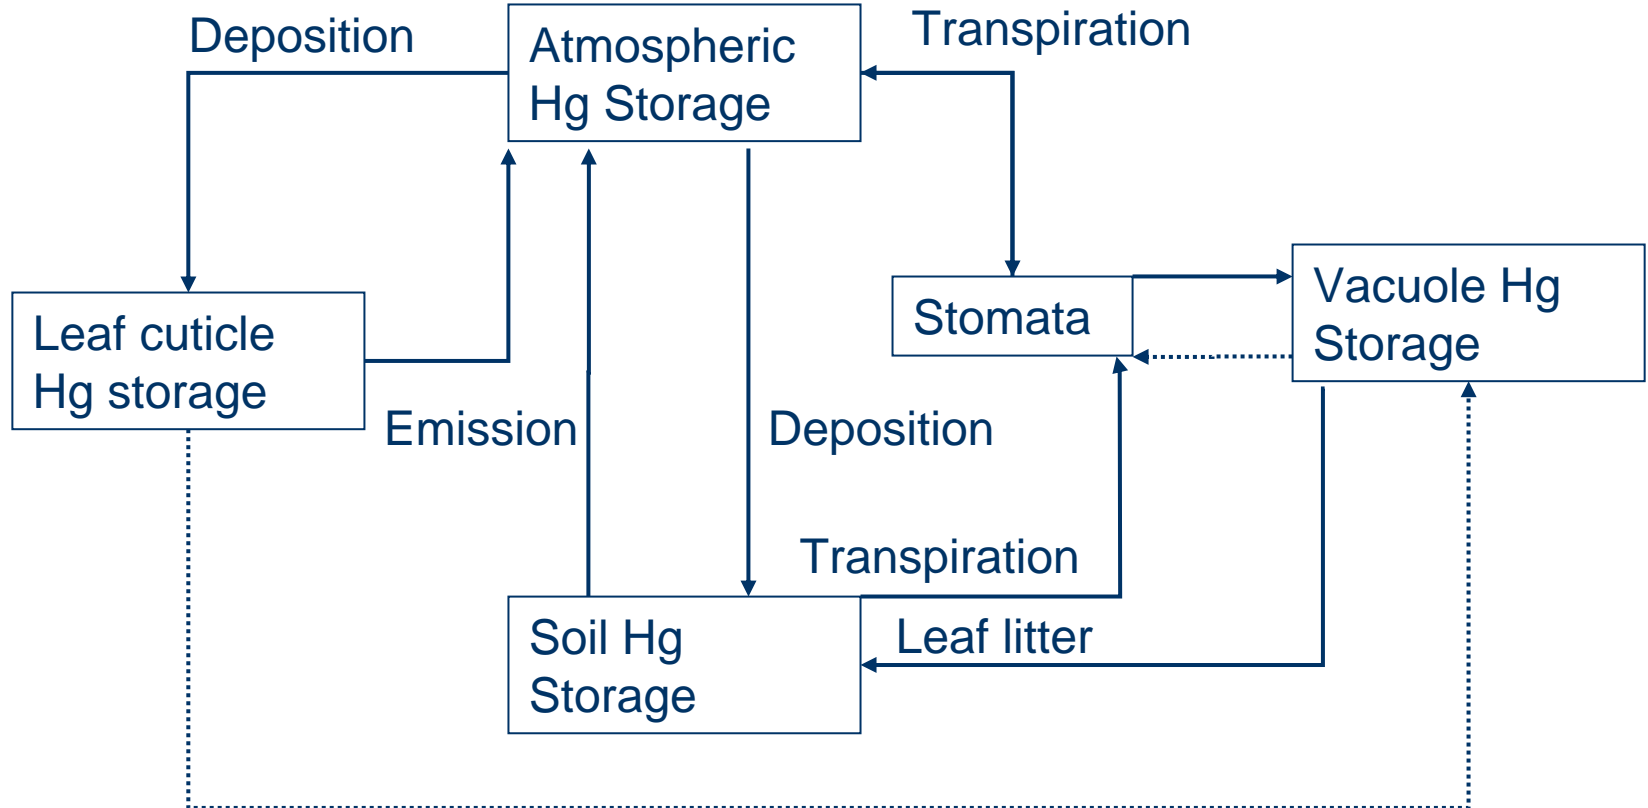 Deposition
Atmospheric
Hg Storage
Transpiration
Leaf cuticle
Hg storage
Stomata
Vacuole Hg
Storage
Emission
Deposition
Transpiration
Soil Hg
Storage
Leaf litter